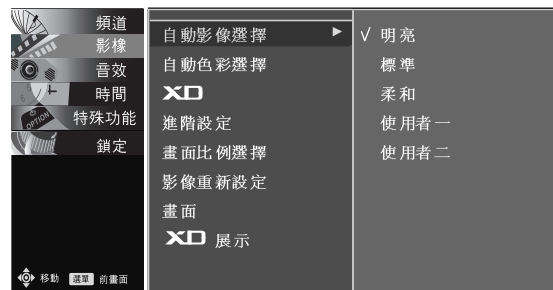 頻道
影橡
音效
時間
OPTION 特殊功能
鎖定
移動 選單 前畫面
自動影像選擇
自動色彩選擇
XD
進階設定
畫面比例選擇
影像重新設定
畫面
XD 展示
√ 明亮
標準
柔和
使用者一
使用者二